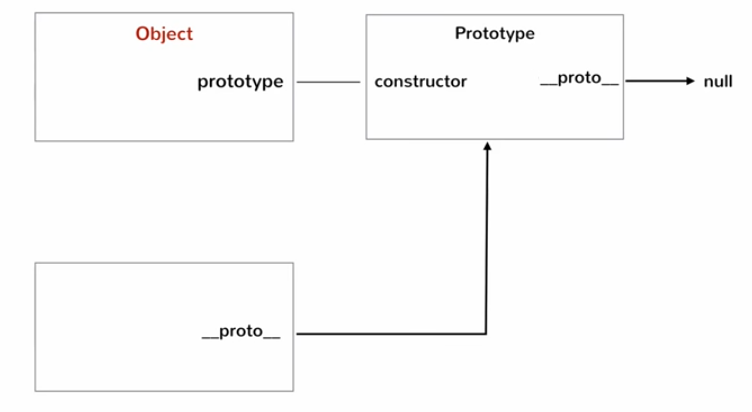 Object
prototype
Prototype
constructor
__proto__
null
__proto__